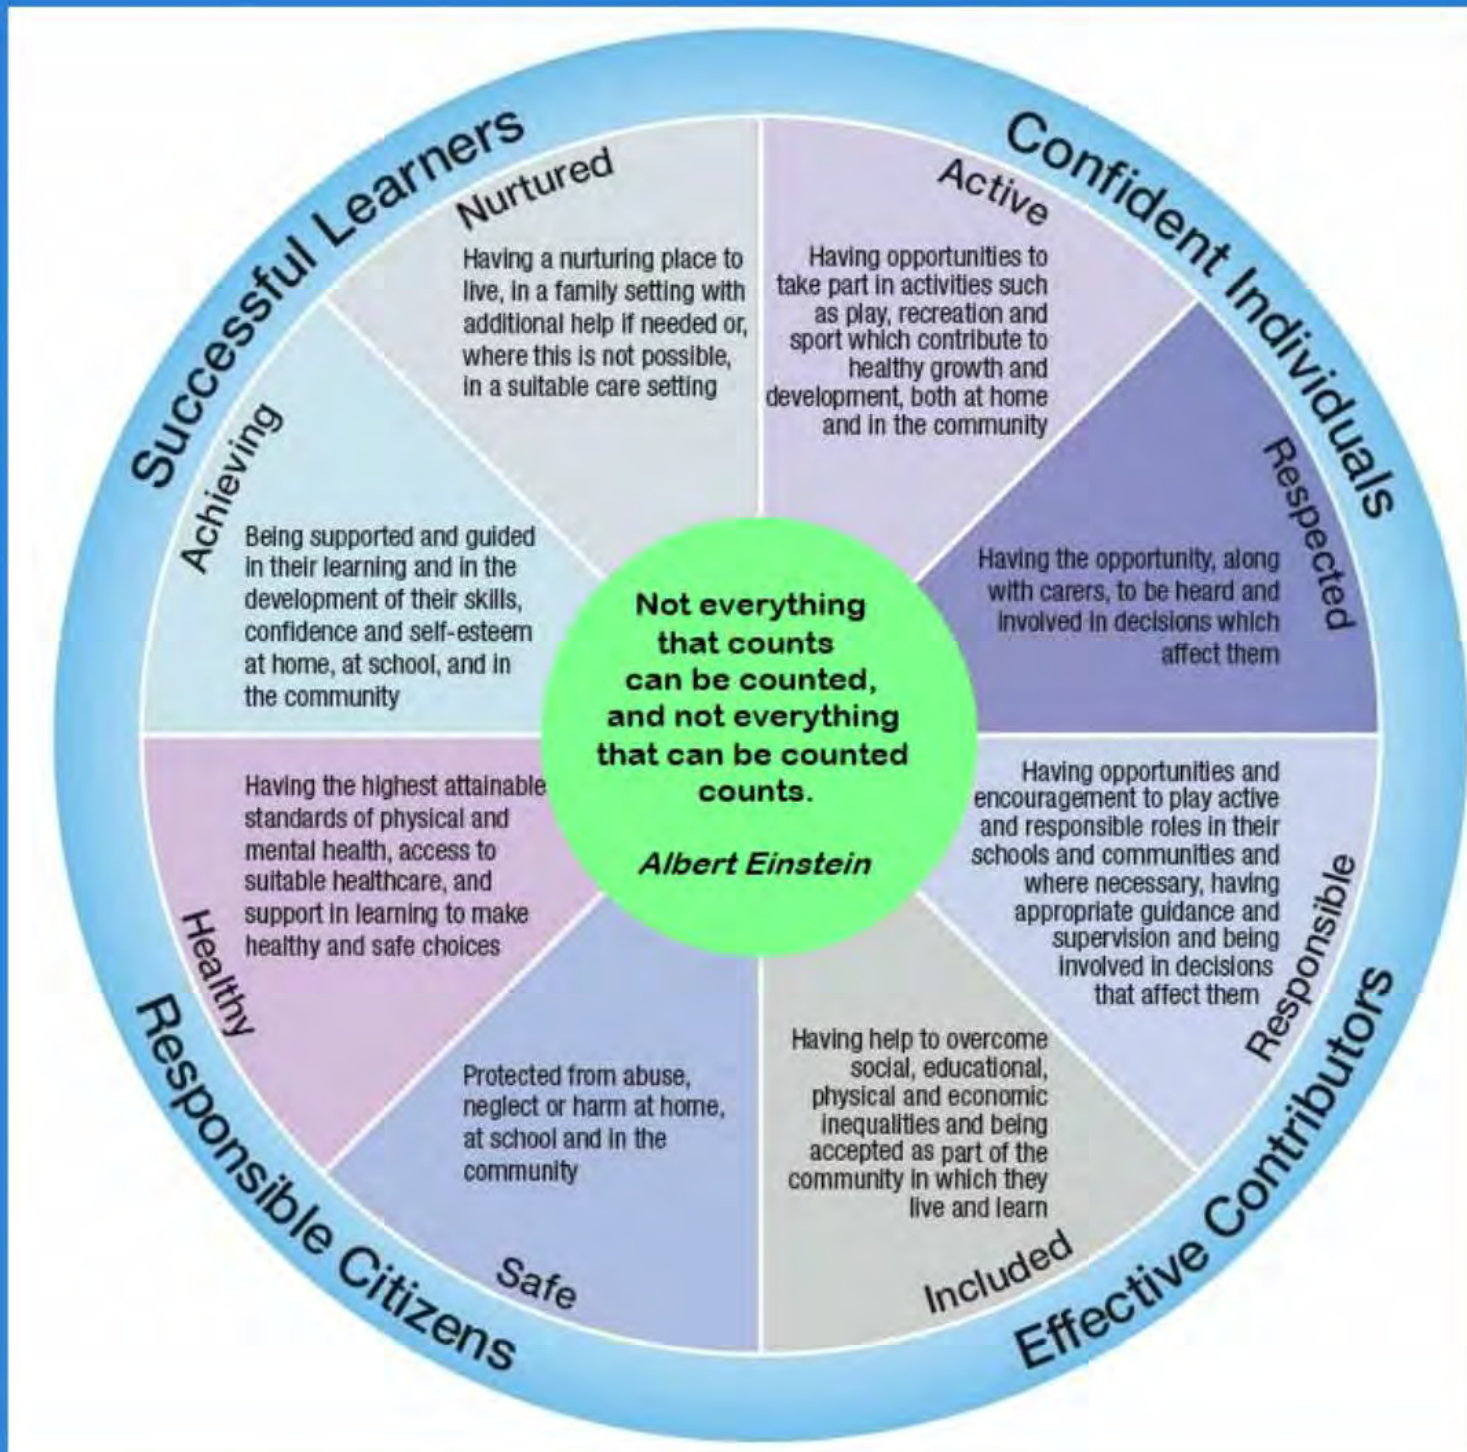 Successful Learners
Confident Individuals
Nurtured
Having a nurturing place to
live, in a family setting with
additional help if needed or,
where this is not possible,
in a suitable care setting
Active
Having opportunities to
take part in activities such
as play, recreation and
sport which contribute to
healthy growth and
development, both at home
and in the community
Achieving
Being supported and guided
in their learning and in the
development of their skills,
confidence and self-esteem
at home, at school, and in
the community
Respected
Having the opportunity, along
with carers, to be heard and
involved in decisions which
affect them
Not everything
that counts
can be counted,
and not everything
that can be counted
counts.
Albert Einstein
Having the highest attainable
standards of physical and
mental health, access to
suitable healthcare, and
support in learning to make
healthy and safe choices
Healthy
Having opportunities and
encouragement to play active
and responsible roles in their
schools and communities and
where necessary, having
appropriate guidance and
supervision and being
involved in decisions
that affect them
Responsible
Protected from abuse,
neglect or harm at home,
at school and in the
community
Safe
Having help to overcome
social, educational,
physical and economic
inequalities and being
accepted as part of the
community in which they
live and learn
Included
Responsible Citizens
Effective Contributors